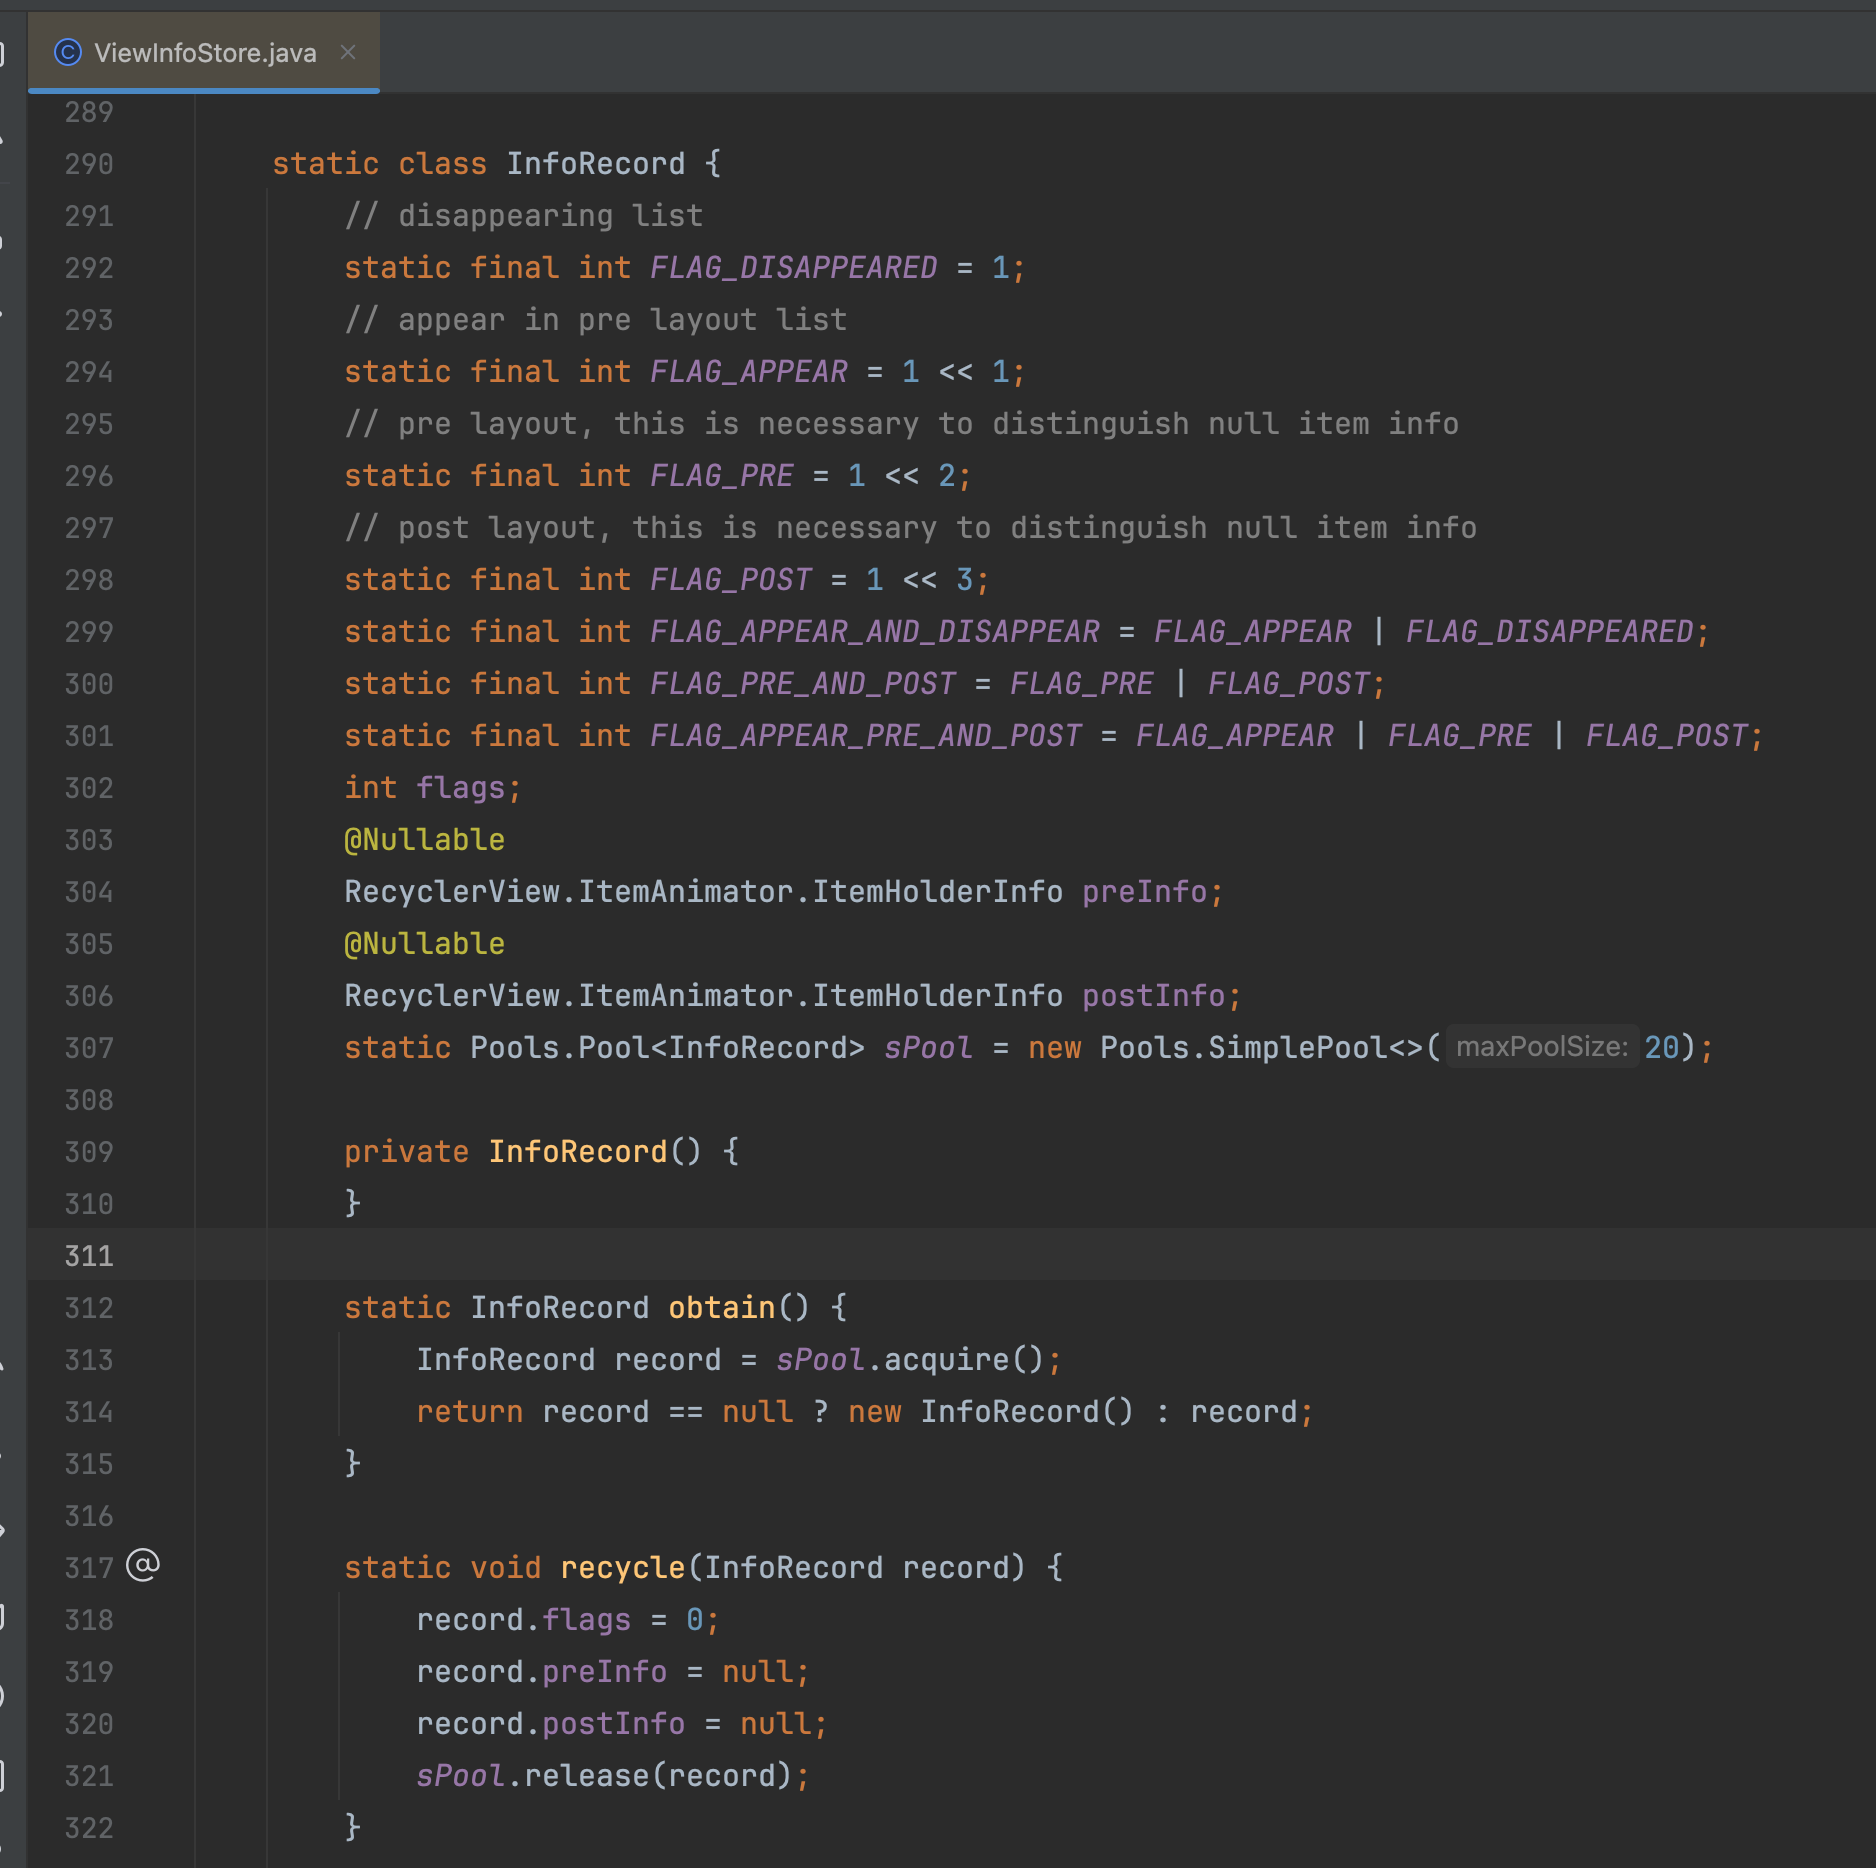 ViewInfoStore.java
289
290 static class InfoRecord {
291 // disappearing list
292 static final int FLAG_DISAPPEARED = 1;
293 // appear in pre layout list
294 static final int FLAG_APPEAR = 1 << 1;
295 // pre layout, this is necessary to distinguish null item info
296 static final int FLAG_PRE = 1 << 2;
297 // post layout, this is necessary to distinguish null item info
298 static final int FLAG_POST = 1 << 3;
299 static final int FLAG_APPEAR_AND_DISAPPEAR = FLAG_APPEAR | FLAG_DISAPPEARED;
300 static final int FLAG_PRE_AND_POST = FLAG_PRE | FLAG_POST;
301 static final int FLAG_APPEAR_PRE_AND_POST = FLAG_APPEAR | FLAG_PRE | FLAG_POST;
302 int flags;
303 @Nullable
304 RecyclerView.ItemAnimator.ItemHolderInfo preInfo;
305 @Nullable
306 RecyclerView.ItemAnimator.ItemHolderInfo postInfo;
307 static Pools.Pool<InfoRecord> sPool = new Pools.SimplePool<>( maxPoolSize: 20);
308
309 private InfoRecord() {
310 }
311
312 static InfoRecord obtain() {
313 InfoRecord record = sPool.acquire();
314 return record == null ? new InfoRecord() : record;
315 }
316
317 @ static void recycle(InfoRecord record) {
318 record.flags = 0;
319 record.preInfo = null;
320 record.postInfo = null;
321 sPool.release(record);
322 }